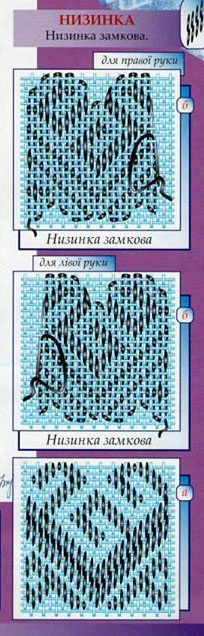 НИЗИНКА
Низинка замкова.
для правої руки
б
Низинка замкова
для лівої руки
б
Низинка замкова
а